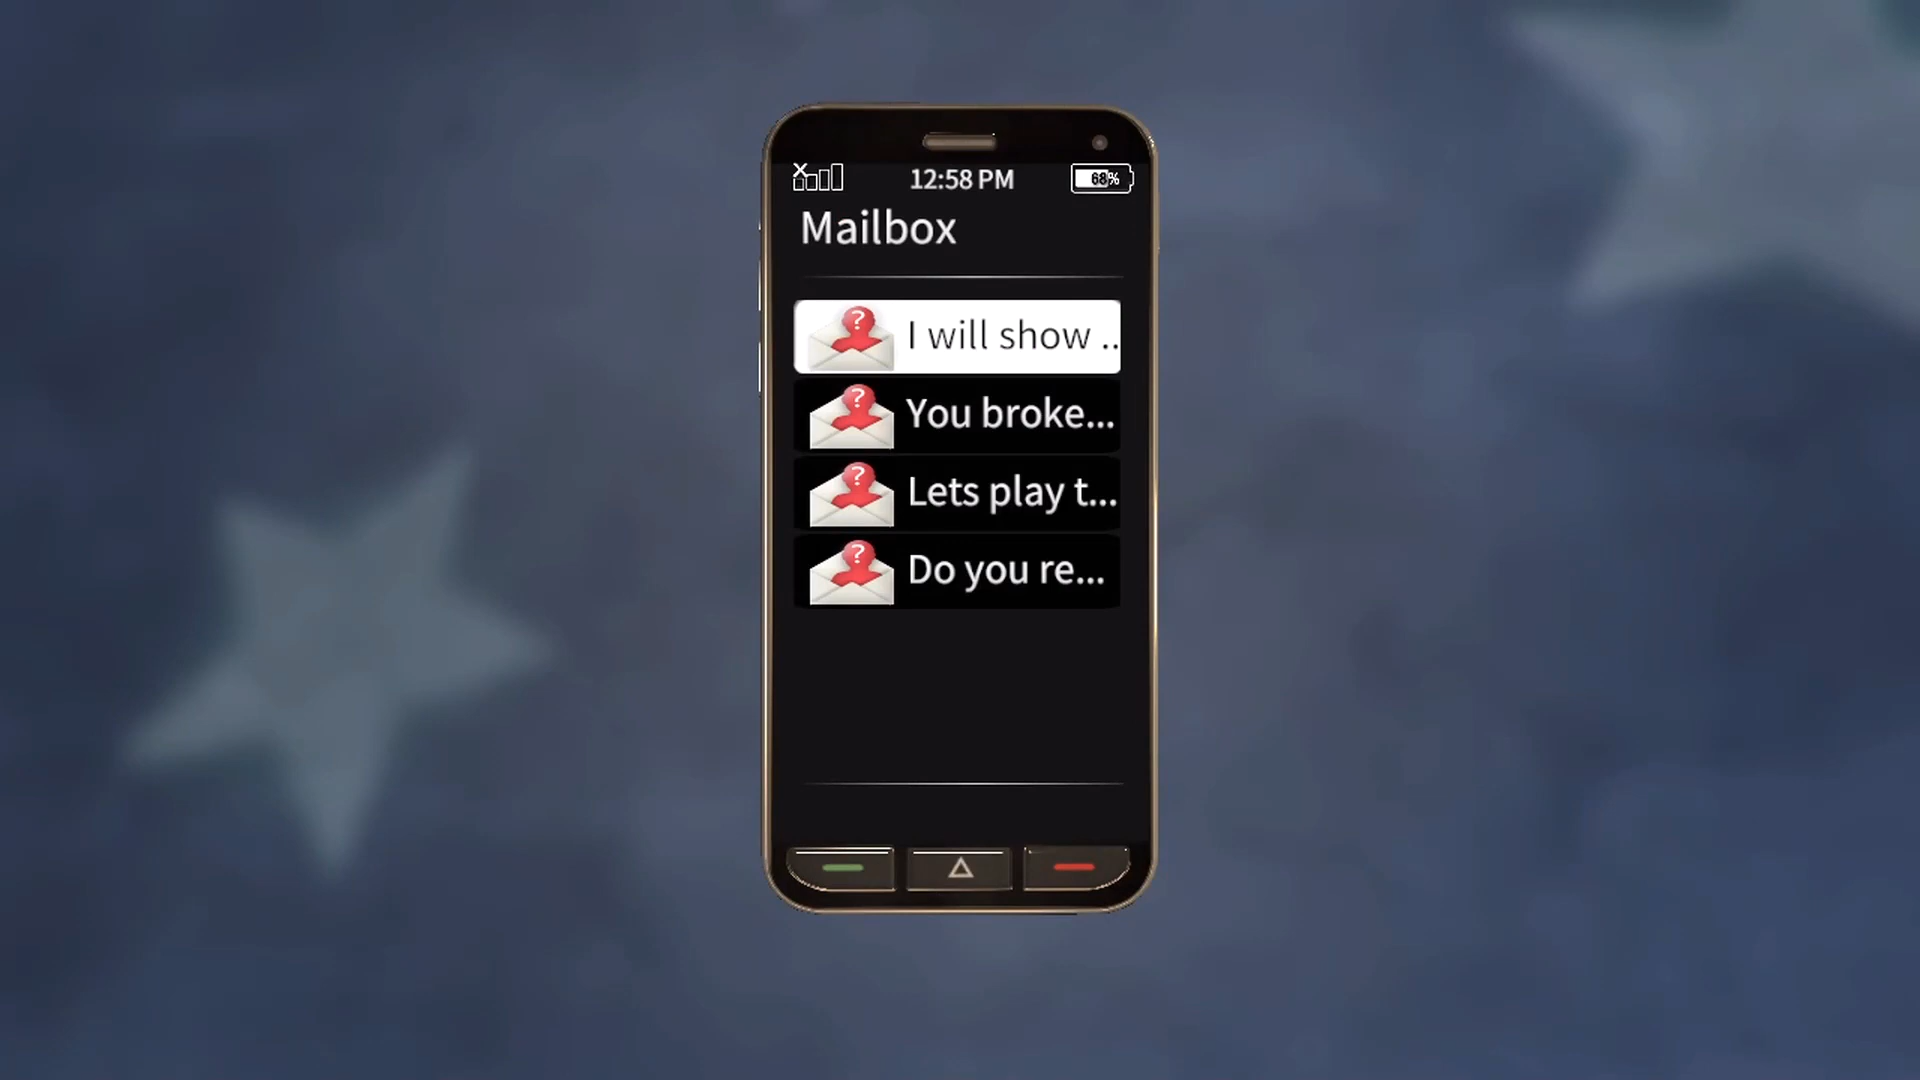 12:58 PM
68%
Mailbox
?
I will show ..
?
You broke...
?
Lets play t...
?
Do you re...